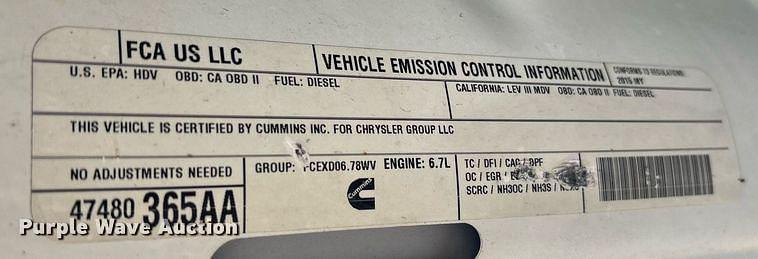 FCA US LLC
VEHICLE EMISSION CONTROL INFORMATION
CONFORMS TO REGULATIONS:
2015 MY
U.S. EPA: HDV OBD: CA OBD II FUEL: DIESEL
CALIFORNIA: LEV III MDV OBD: CA OBD II FUEL: DIESEL
THIS VEHICLE IS CERTIFIED BY CUMMINS INC. FOR CHRYSLER GROUP LLC
NO ADJUSTMENTS NEEDED
47480 365AA
GROUP: FCEXD06.78WV ENGINE: 6.7L
Cummins
TC / DFI / CAC / DPF
OC / EGR /
SCRC / NH3OC / NH3S /
Purple Wave Auction